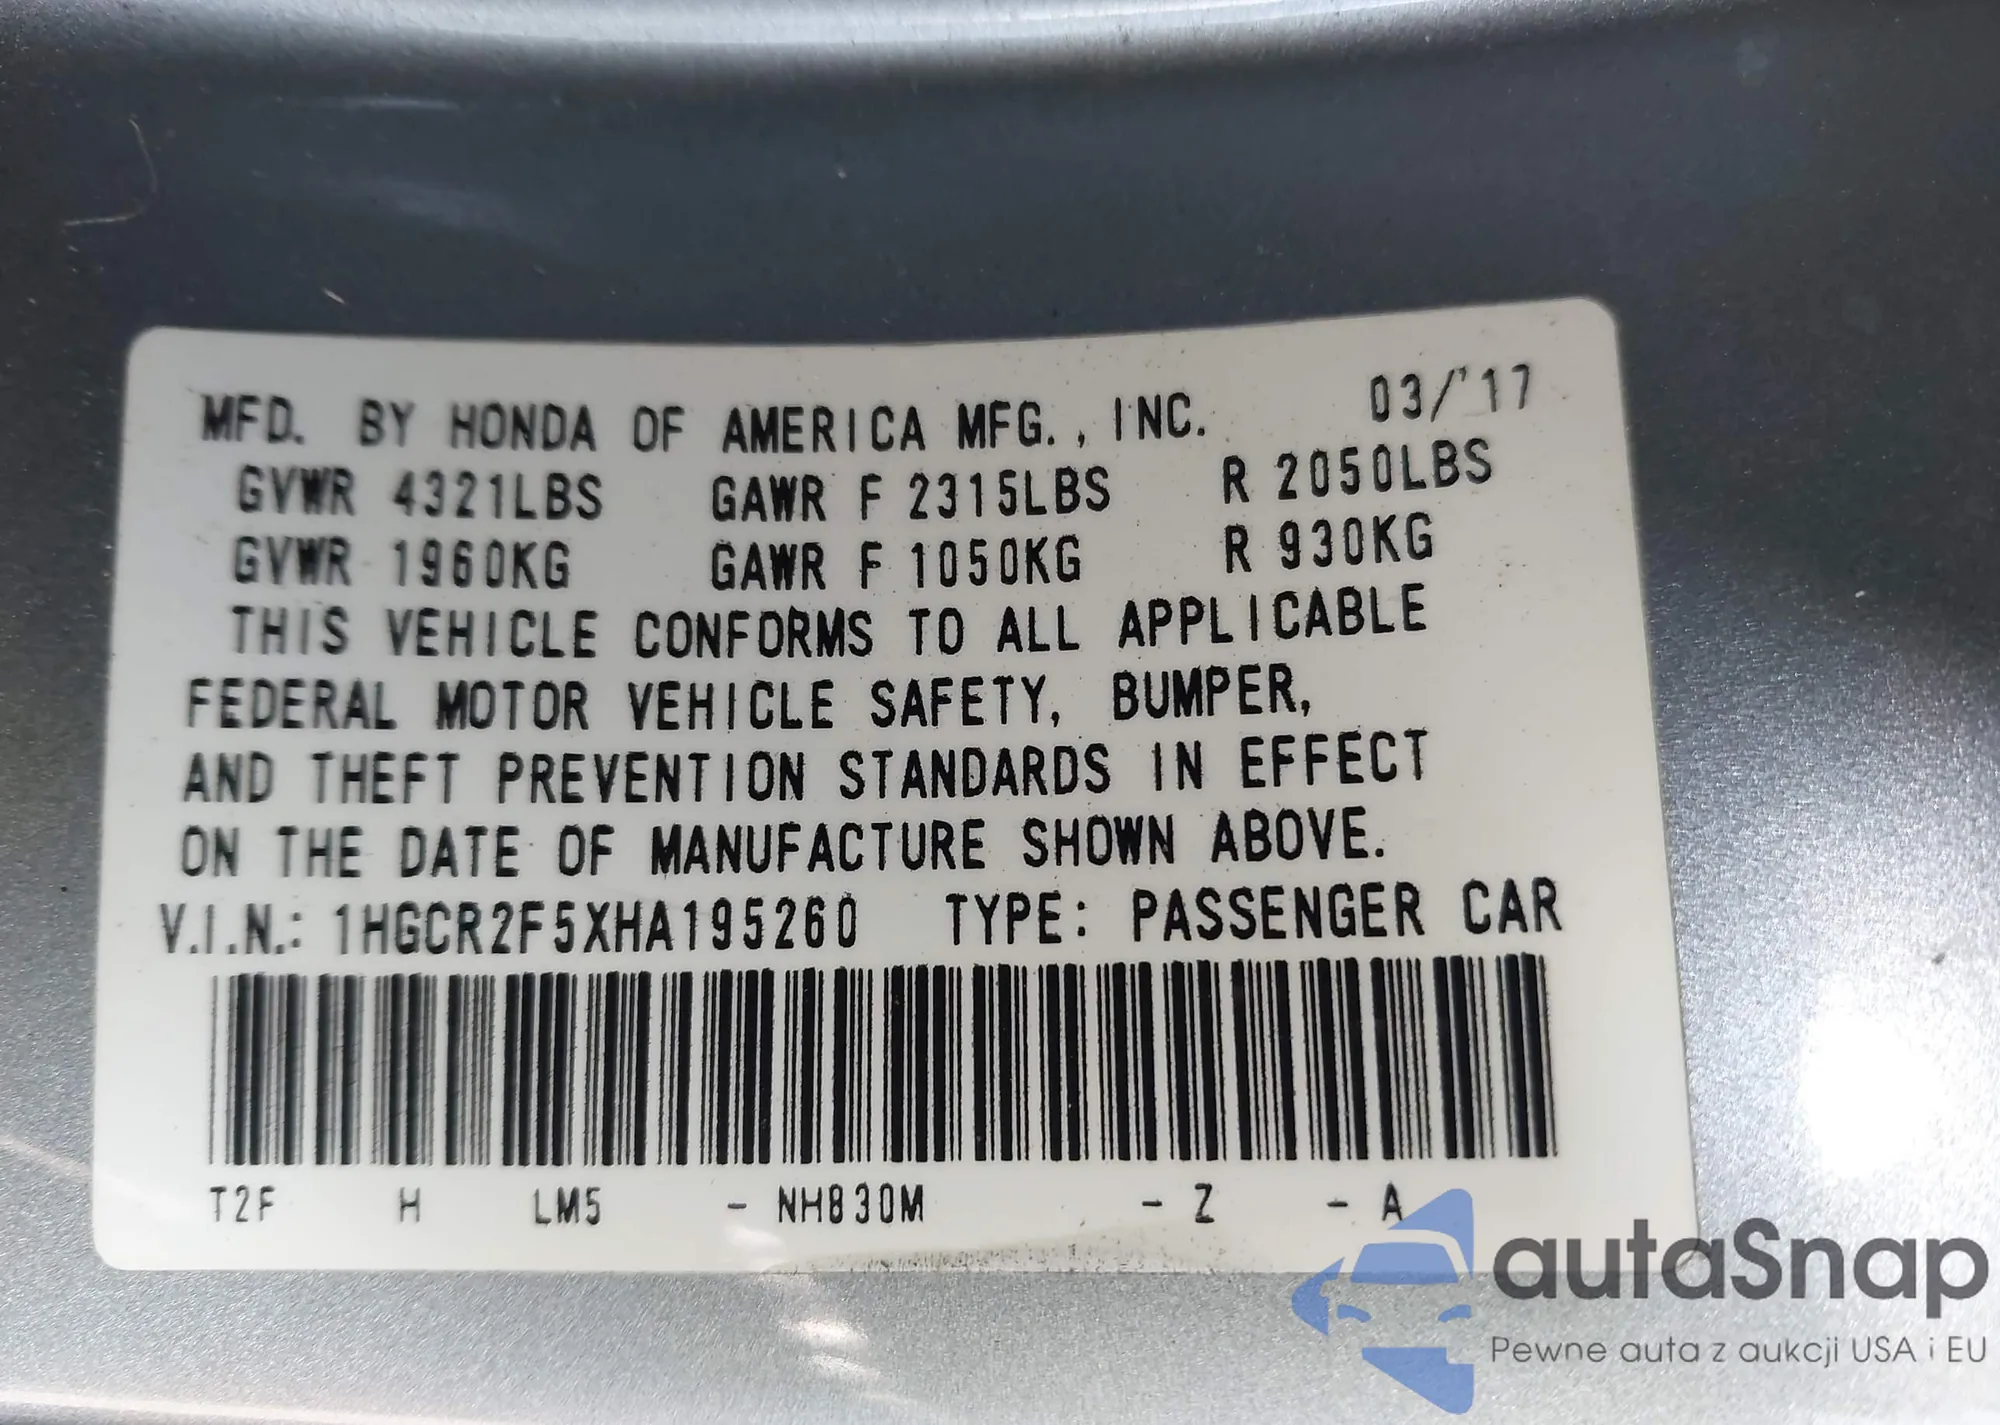 MFD. BY HONDA OF AMERICA MFG., INC. 03/'17
GVWR 4321LBS GAWR F 2315LBS R 2050LBS
GVWR 1960KG GAWR F 1050KG R 930KG
THIS VEHICLE CONFORMS TO ALL APPLICABLE
FEDERAL MOTOR VEHICLE SAFETY, BUMPER,
AND THEFT PREVENTION STANDARDS IN EFFECT
ON THE DATE OF MANUFACTURE SHOWN ABOVE.
V.I.N.: 1HGCR2F5XHA195260 TYPE: PASSENGER CAR
T2F H LM5 - NH830M - Z - A
autaSnap
Pewne auta z aukcji USA i EU